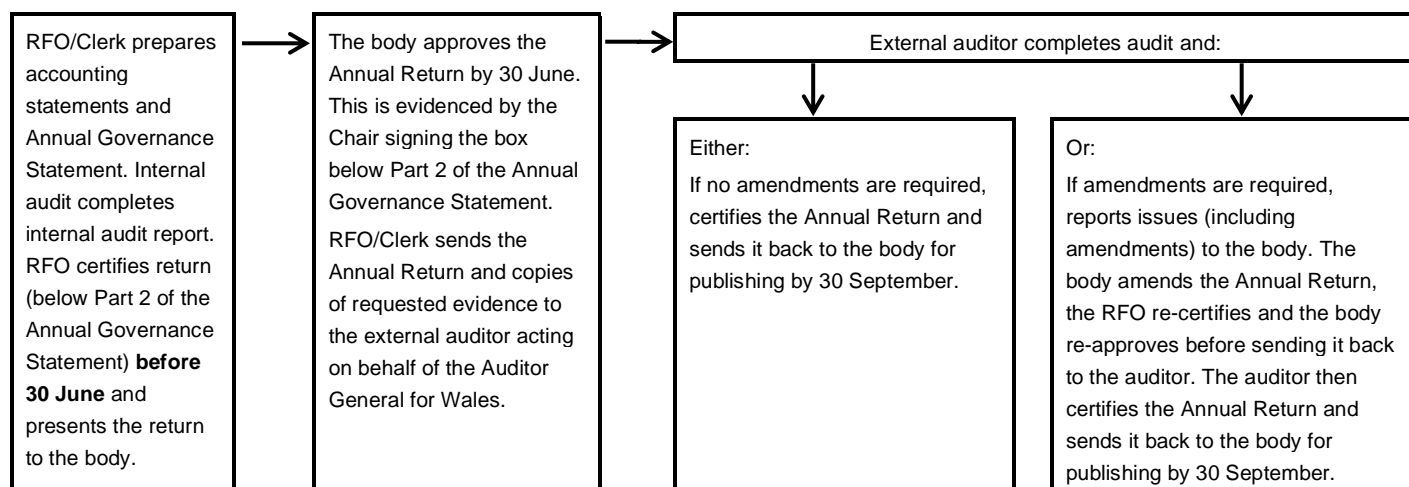 RFO/Clerk prepares
accounting
statements and
Annual Governance
Statement. Internal
audit completes
internal audit report.
RFO certifies return
(below Part 2 of the
Annual Governance
Statement) before
30 June and
presents the return
to the body.
The body approves the
Annual Return by 30 June.
This is evidenced by the
Chair signing the box
below Part 2 of the Annual
Governance Statement.
RFO/Clerk sends the
Annual Return and copies
of requested evidence to
the external auditor acting
on behalf of the Auditor
General for Wales.
External auditor completes audit and:
Either:
If no amendments are required,
certifies the Annual Return and
sends it back to the body for
publishing by 30 September.
Or:
If amendments are required,
reports issues (including
amendments) to the body. The
body amends the Annual Return,
the RFO re-certifies and the body
re-approves before sending it back
to the auditor. The auditor then
certifies the Annual Return and
sends it back to the body for
publishing by 30 September.